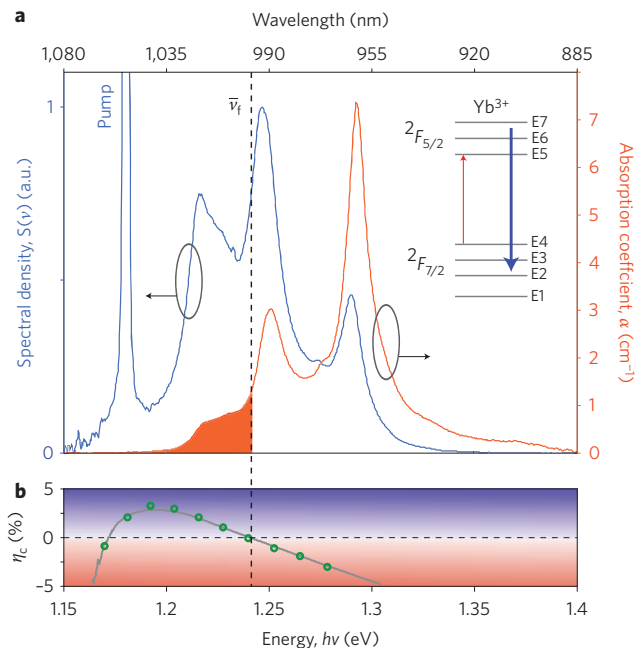 Wavelength (nm)
a
1,080 1,035 990 955 920 885
Pump
ν̄f
Yb3+
2F5/2
E7
E6
E5
2F7/2
E4
E3
E2
E1
Spectral density, S(ν) (a.u.)
1
0
Absorption coeffcient, α (cm−1)
7
6
5
4
3
2
1
0
b
ηc (%)
5
0
−5
1.15 1.2 1.25 1.3 1.35 1.4
Energy, hν (eV)